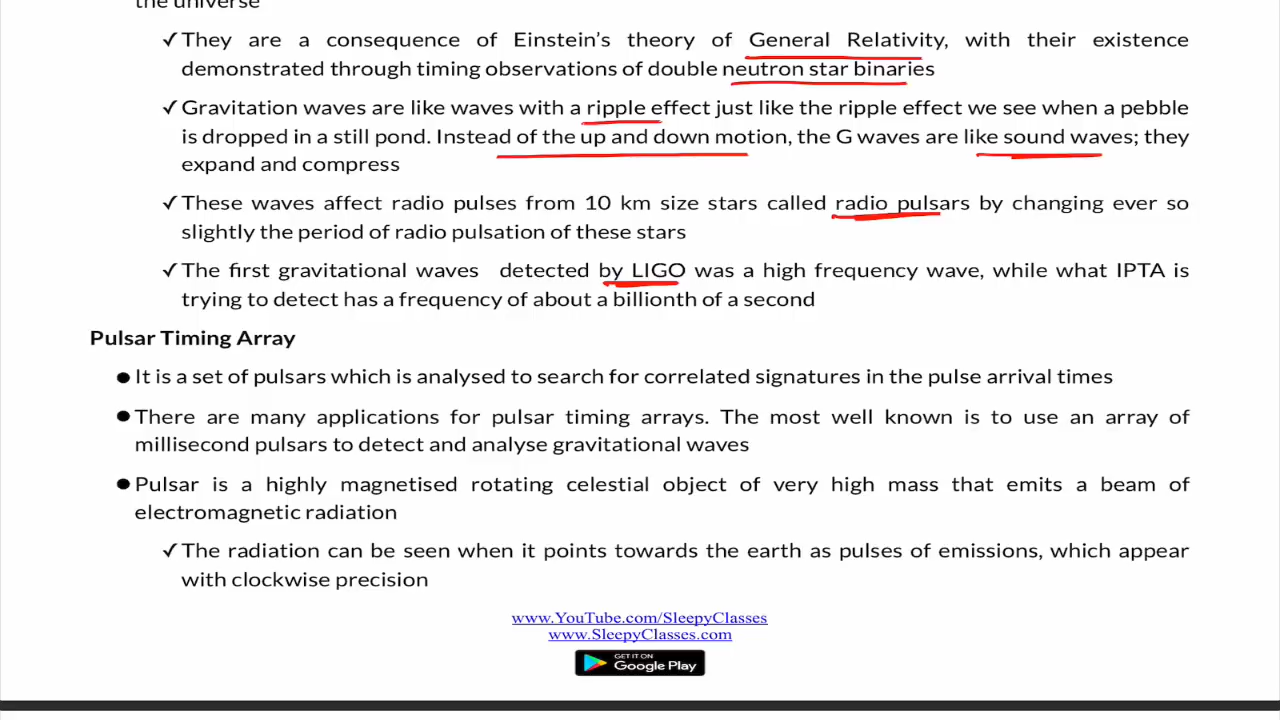 the universe
✓ They are a consequence of Einstein’s theory of General Relativity, with their existence
demonstrated through timing observations of double neutron star binaries
✓ Gravitation waves are like waves with a ripple effect just like the ripple effect we see when a pebble
is dropped in a still pond. Instead of the up and down motion, the G waves are like sound waves; they
expand and compress
✓ These waves affect radio pulses from 10 km size stars called radio pulsars by changing ever so
slightly the period of radio pulsation of these stars
✓ The first gravitational waves detected by LIGO was a high frequency wave, while what IPTA is
trying to detect has a frequency of about a billionth of a second
Pulsar Timing Array
● It is a set of pulsars which is analysed to search for correlated signatures in the pulse arrival times
● There are many applications for pulsar timing arrays. The most well known is to use an array of
millisecond pulsars to detect and analyse gravitational waves
● Pulsar is a highly magnetised rotating celestial object of very high mass that emits a beam of
electromagnetic radiation
✓ The radiation can be seen when it points towards the earth as pulses of emissions, which appear
with clockwise precision
www.YouTube.com/SleepyClasses
www.SleepyClasses.com
GET IT ON
Google Play